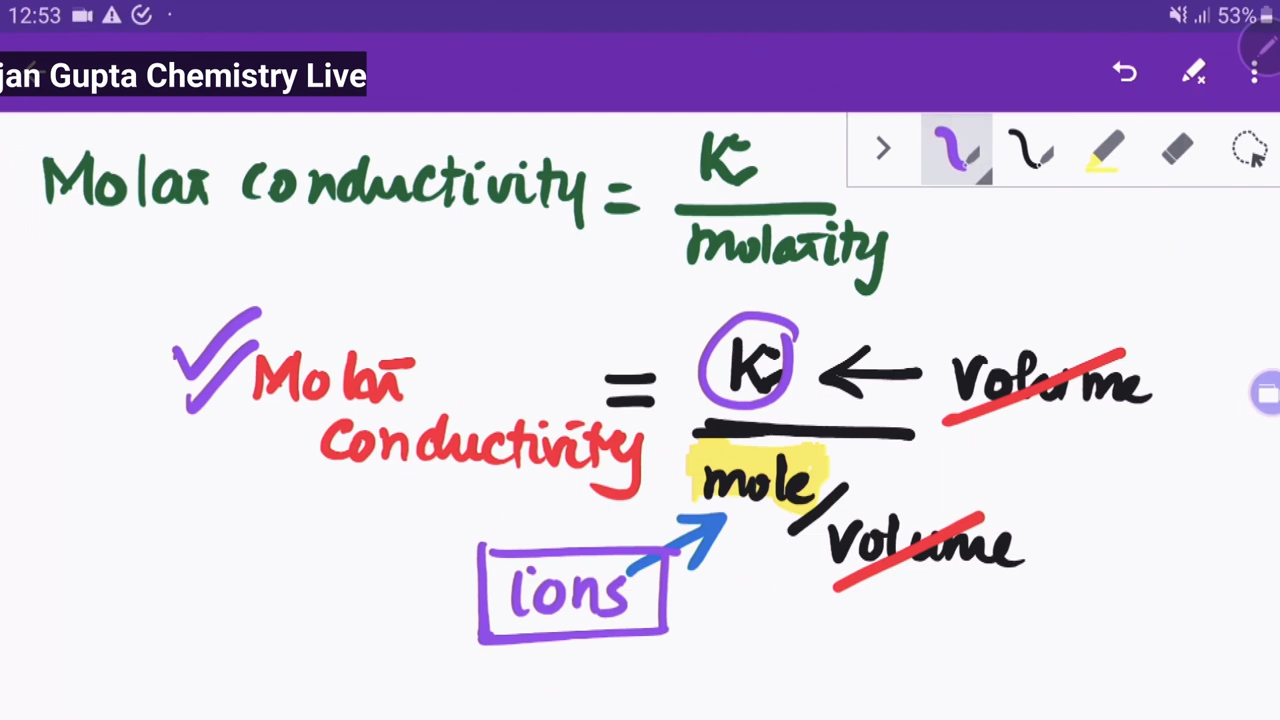 12:53
53%
jan Gupta Chemistry Live
Molar conductivity = K
molarity
Molar conductivity = K ← Volume
mole / volume
ions